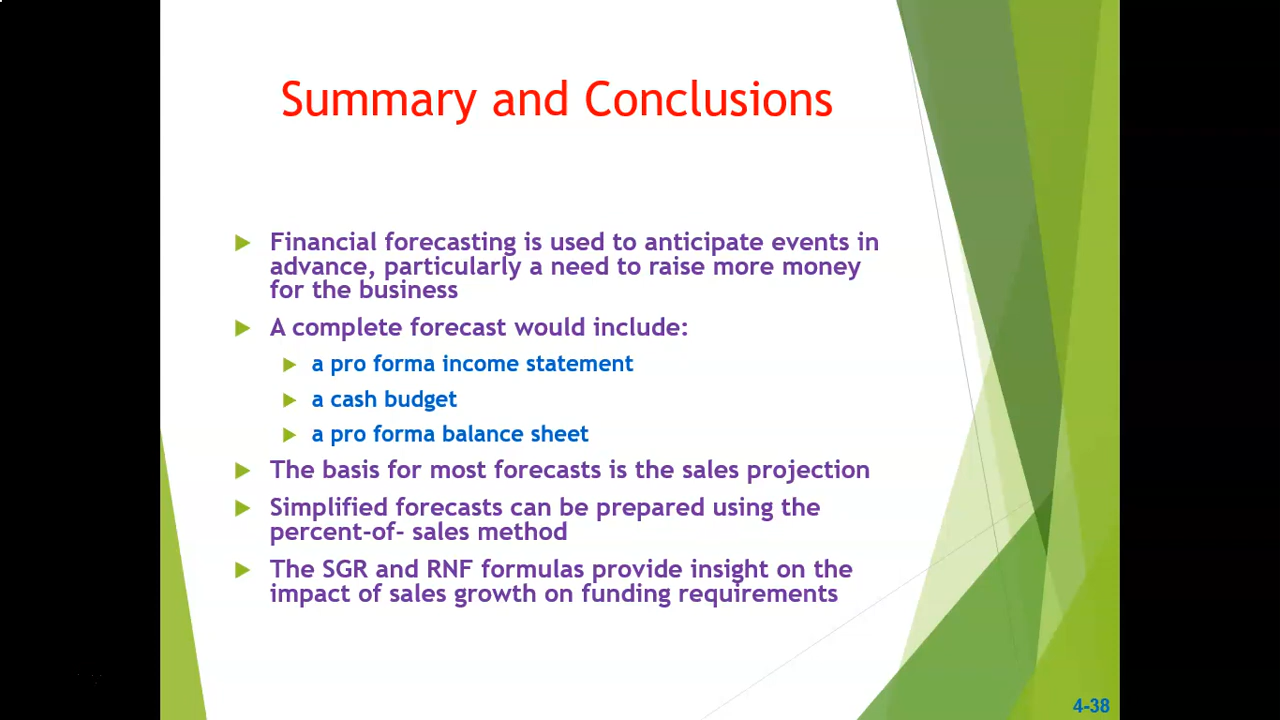 Summary and Conclusions
Financial forecasting is used to anticipate events in
advance, particularly a need to raise more money
for the business
A complete forecast would include:
a pro forma income statement
a cash budget
a pro forma balance sheet
The basis for most forecasts is the sales projection
Simplified forecasts can be prepared using the
percent-of- sales method
The SGR and RNF formulas provide insight on the
impact of sales growth on funding requirements
4-38